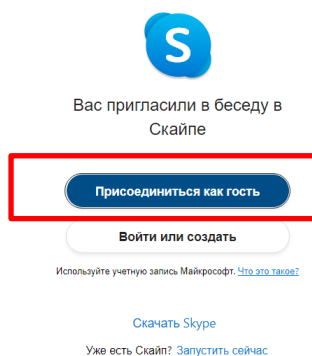 S
Вас пригласили в беседу в
Скайпе
Присоединиться как гость
Войти или создать
Используйте учетную запись Майкрософт. Что это такое?
Скачать Skype
Уже есть Скайп? Запустить сейчас